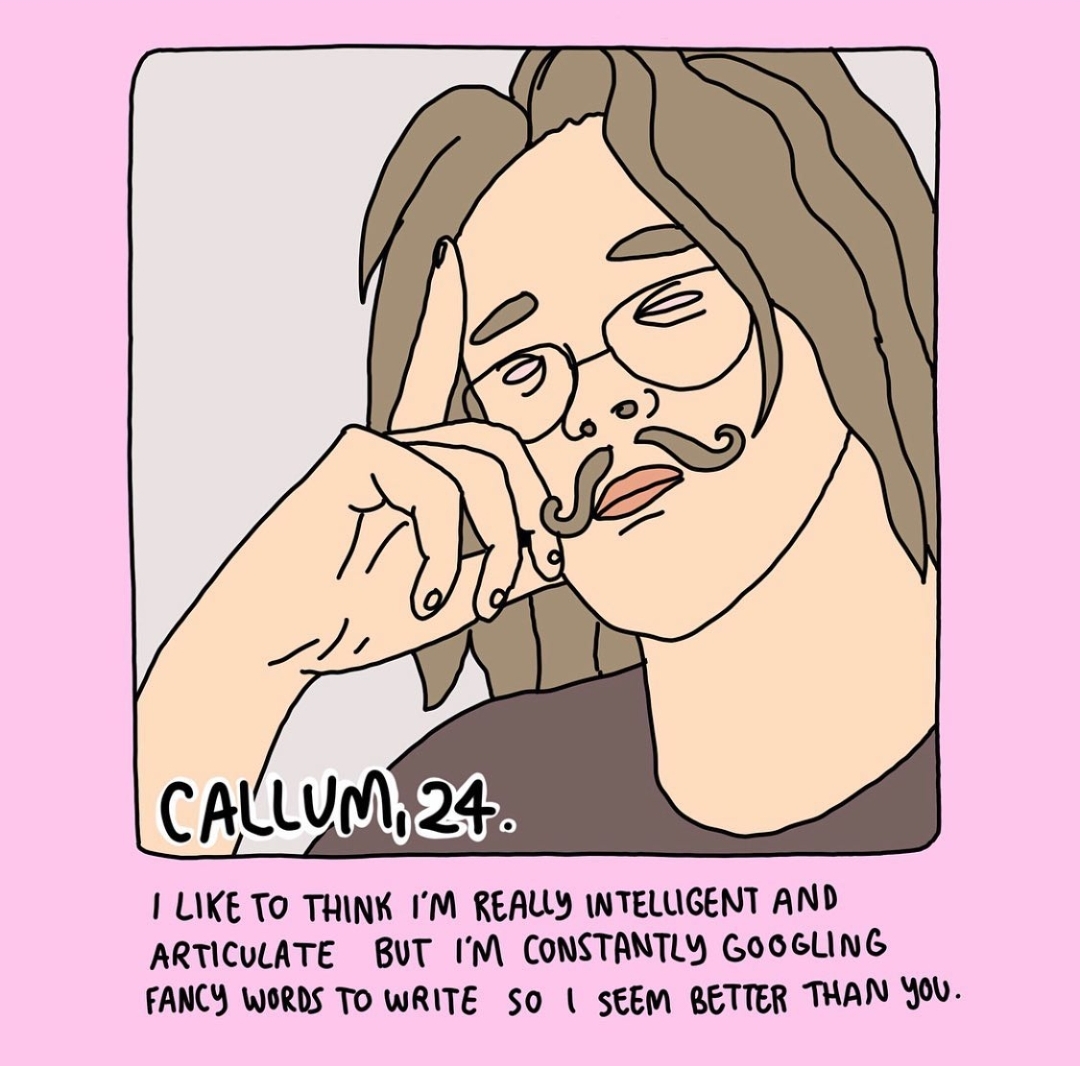 CALLUM, 24.
I LIKE TO THINK I'M REALLY INTELLIGENT AND
ARTICULATE BUT I'M CONSTANTLY GOOGLING
FANCY WORDS TO WRITE SO I SEEM BETTER THAN YOU.